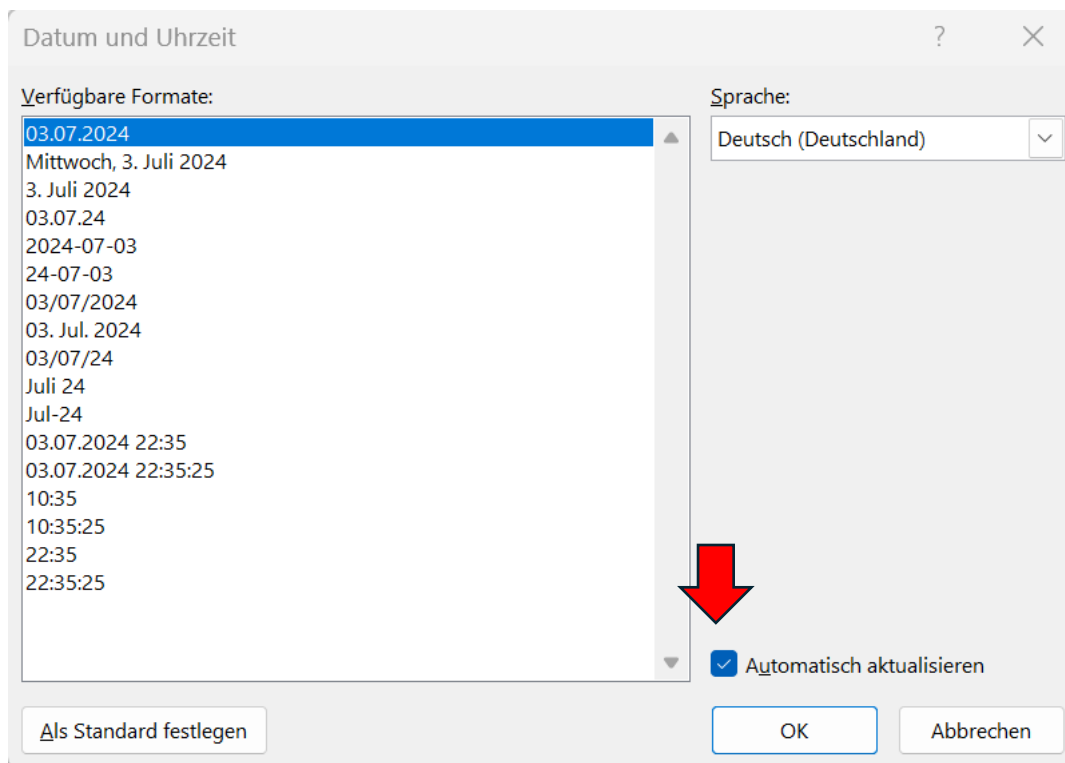 Datum und Uhrzeit ?
Verfügbare Formate:
03.07.2024
Mittwoch, 3. Juli 2024
3. Juli 2024
03.07.24
2024-07-03
24-07-03
03/07/2024
03. Jul. 2024
03/07/24
Juli 24
Jul-24
03.07.2024 22:35
03.07.2024 22:35:25
10:35
10:35:25
22:35
22:35:25
Sprache:
Deutsch (Deutschland)
Automatisch aktualisieren
Als Standard festlegen
OK
Abbrechen